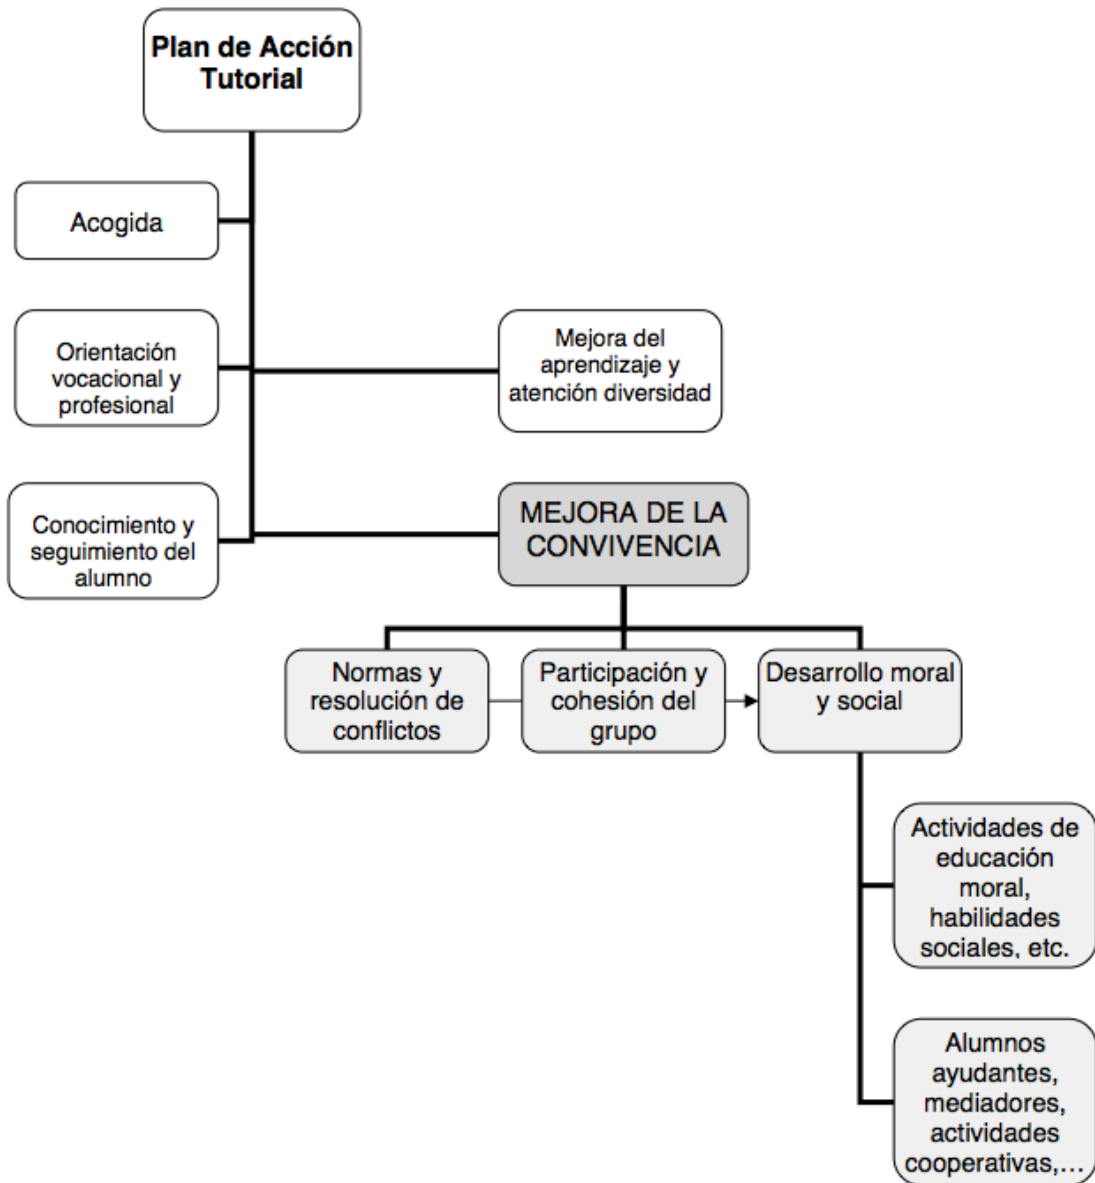 Plan de Acción
Tutorial
Acogida
Orientación
vocacional y
profesional
Mejora del
aprendizaje y
atención diversidad
Conocimiento y
seguimiento del
alumno
MEJORA DE LA
CONVIVENCIA
Normas y
resolución de
conflictos
Participación y
cohesión del
grupo
Desarrollo moral
y social
Actividades de
educación
moral,
habilidades
sociales, etc.
Alumnos
ayudantes,
mediadores,
actividades
cooperativas,...